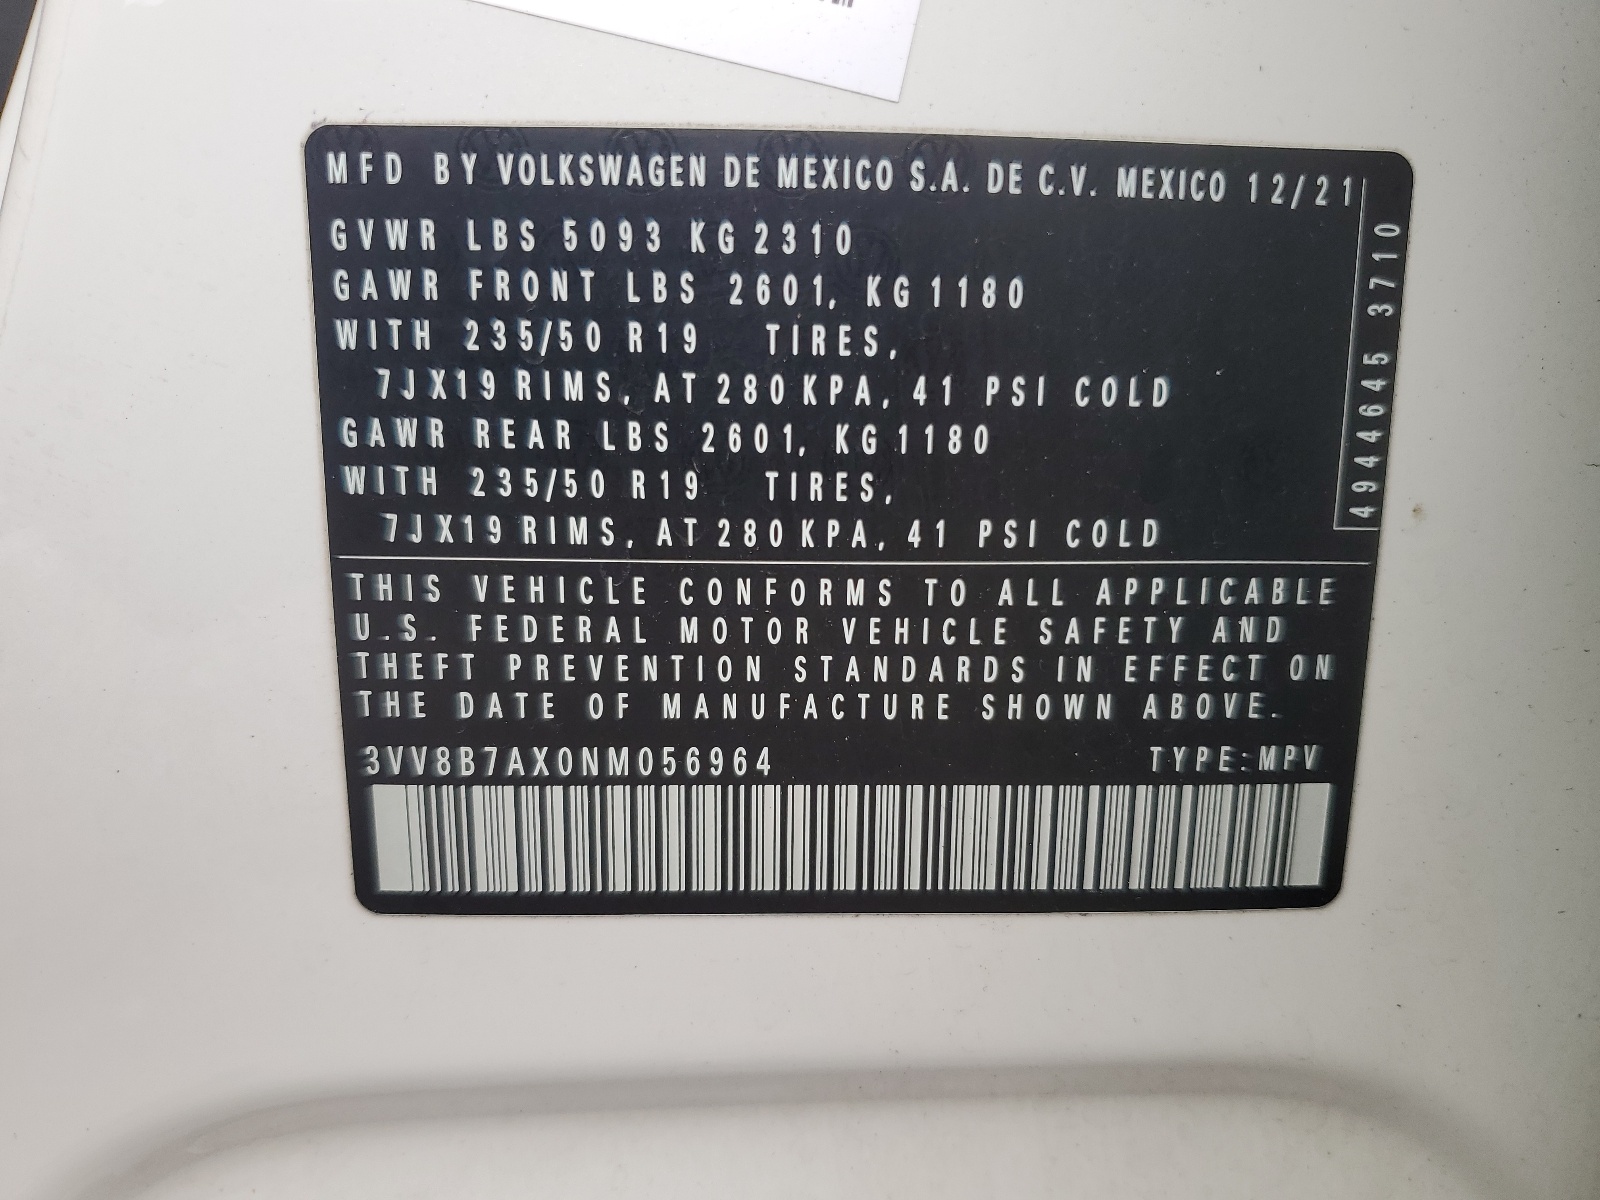 MFD BY VOLKSWAGEN DE MEXICO S.A. DE C.V. MEXICO 12/21
GVWR LBS 5093 KG 2310
GAWR FRONT LBS 2601, KG 1180
WITH 235/50 R19 TIRES,
7JX19 RIMS, AT 280 KPA, 41 PSI COLD
GAWR REAR LBS 2601, KG 1180
WITH 235/50 R19 TIRES,
7JX19 RIMS, AT 280 KPA, 41 PSI COLD
4944645 3710
THIS VEHICLE CONFORMS TO ALL APPLICABLE
U.S. FEDERAL MOTOR VEHICLE SAFETY AND
THEFT PREVENTION STANDARDS IN EFFECT ON
THE DATE OF MANUFACTURE SHOWN ABOVE.
3VV8B7AX0NM056964 TYPE:MPV